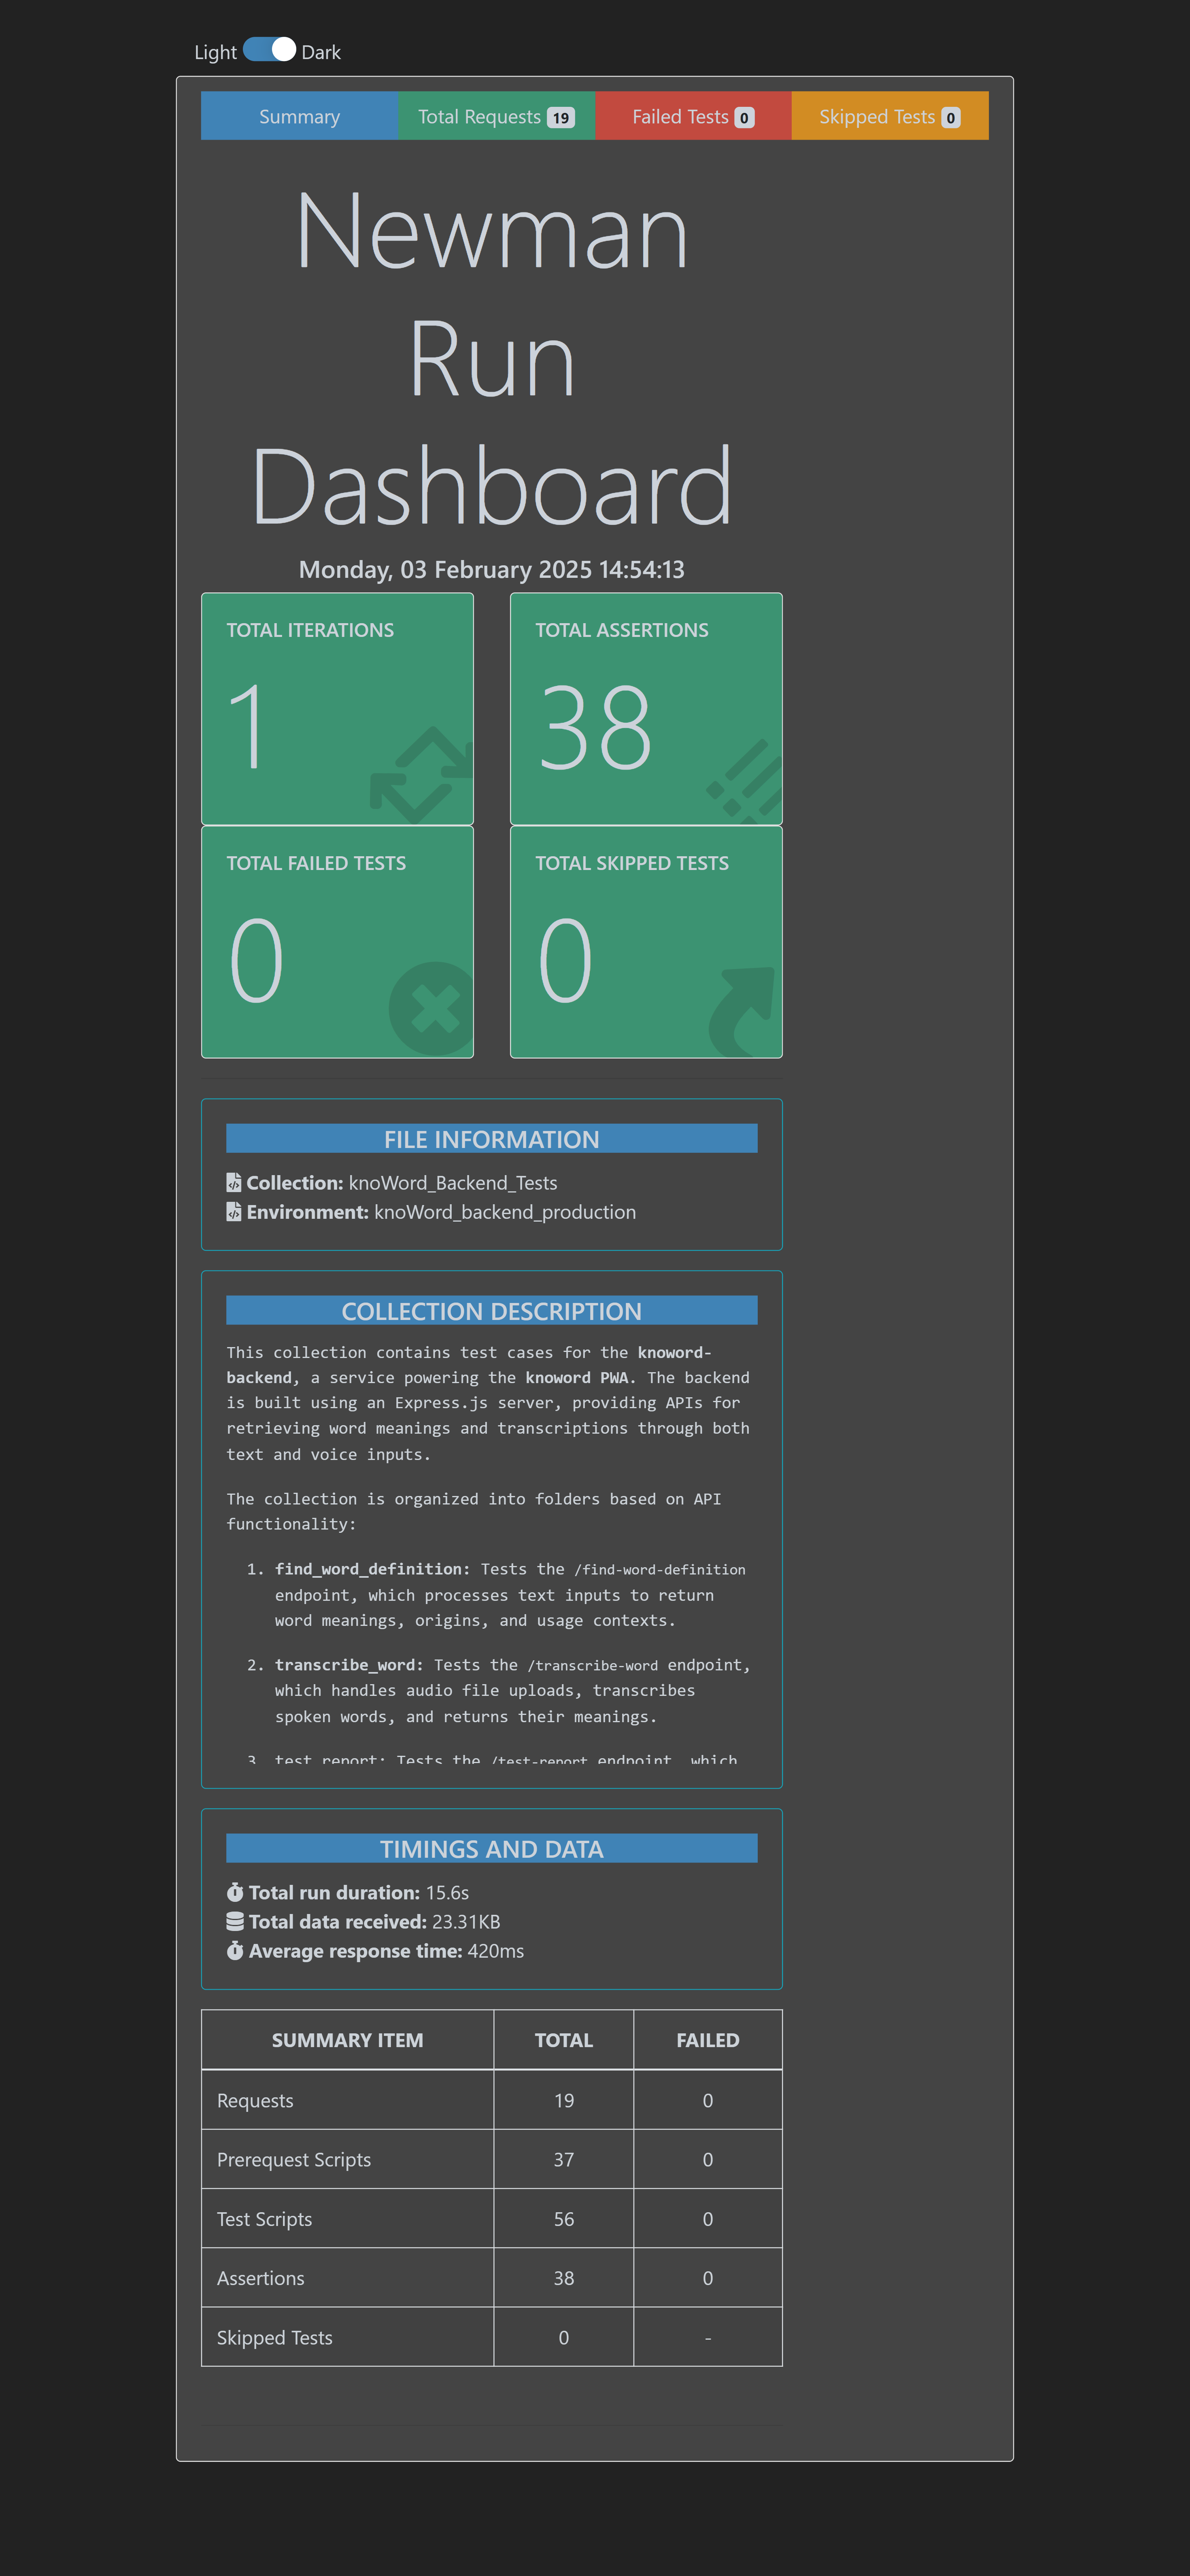 Light Dark
Summary Total Requests 19 Failed Tests 0 Skipped Tests 0
Newman
Run
Dashboard
Monday, 03 February 2025 14:54:13
TOTAL ITERATIONS
1
TOTAL ASSERTIONS
38
TOTAL FAILED TESTS
0
TOTAL SKIPPED TESTS
0
FILE INFORMATION
Collection: knoWord_Backend_Tests
Environment: knoWord_backend_production
COLLECTION DESCRIPTION
This collection contains test cases for the knoword-
backend, a service powering the knoword PWA. The backend
is built using an Express.js server, providing APIs for
retrieving word meanings and transcriptions through both
text and voice inputs.
The collection is organized into folders based on API
functionality:
1. find_word_definition: Tests the /find-word-definition
endpoint, which processes text inputs to return
word meanings, origins, and usage contexts.
2. transcribe_word: Tests the /transcribe-word endpoint,
which handles audio file uploads, transcribes
spoken words, and returns their meanings.
3. test_report: Tests the /test-report endpoint, which
TIMINGS AND DATA
Total run duration: 15.6s
Total data received: 23.31KB
Average response time: 420ms
SUMMARY ITEM TOTAL FAILED
Requests 19 0
Prerequest Scripts 37 0
Test Scripts 56 0
Assertions 38 0
Skipped Tests 0 -